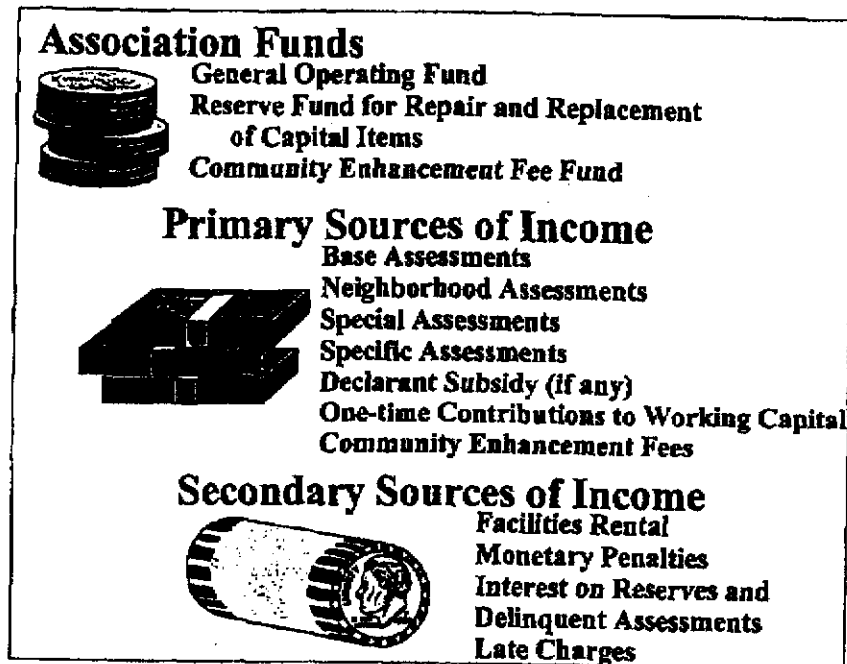 Association Funds
General Operating Fund
Reserve Fund for Repair and Replacement
of Capital Items
Community Enhancement Fee Fund
Primary Sources of Income
Base Assessments
Neighborhood Assessments
Special Assessments
Specific Assessments
Declarant Subsidy (if any)
One-time Contributions to Working Capital
Community Enhancement Fees
Secondary Sources of Income
Facilities Rental
Monetary Penalties
Interest on Reserves and
Delinquent Assessments
Late Charges